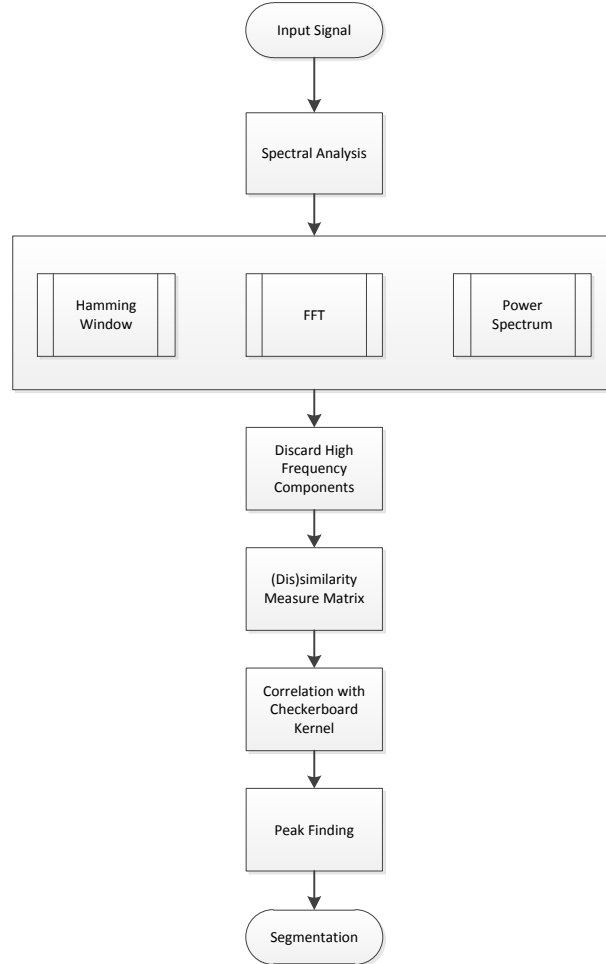 Input Signal
Spectral Analysis
Hamming
Window
FFT
Power
Spectrum
Discard High
Frequency
Components
(Dis)similarity
Measure Matrix
Correlation with
Checkerboard
Kernel
Peak Finding
Segmentation